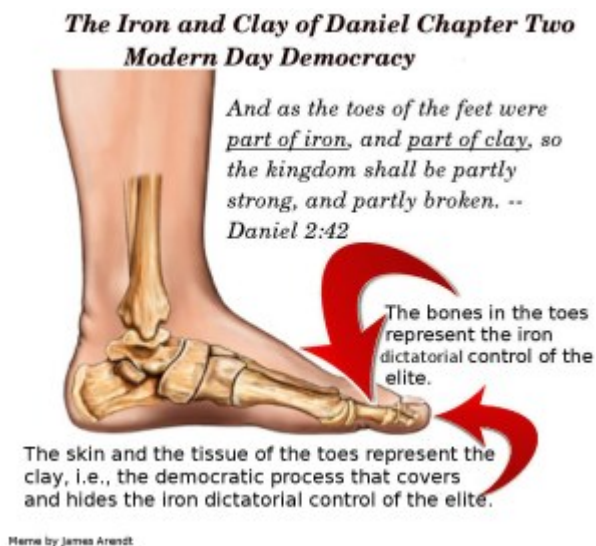 The Iron and Clay of Daniel Chapter Two
Modern Day Democracy
And as the toes of the feet were
part of iron, and part of clay, so
the kingdom shall be partly
strong, and partly broken. --
Daniel 2:42
The bones in the toes
represent the iron
dictatorial control of the
elite.
The skin and the tissue of the toes represent the
clay, i.e., the democratic process that covers
and hides the iron dictatorial control of the elite.
Meme by James Arendt